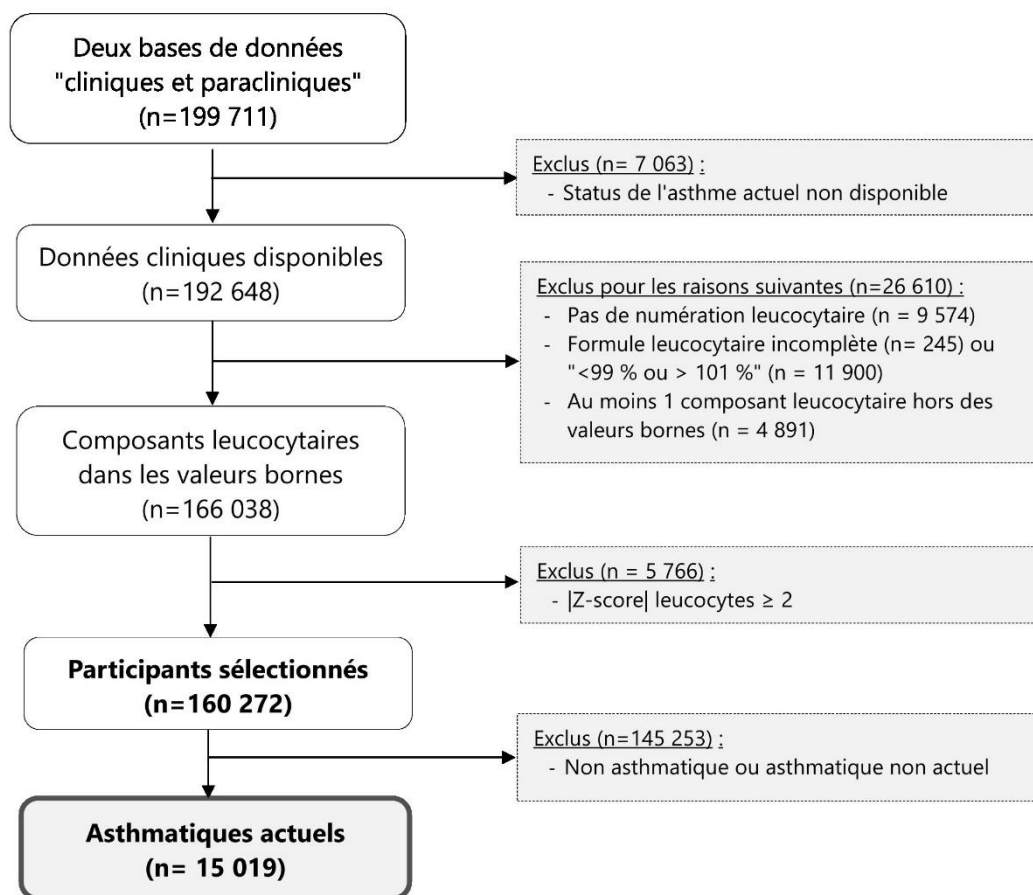 Deux bases de données
"cliniques et paracliniques"
(n=199 711)
Exclus (n= 7 063) :
- Status de l'asthme actuel non disponible
Données cliniques disponibles
(n=192 648)
Exclus pour les raisons suivantes (n=26 610) :
- Pas de numération leucocytaire (n = 9 574)
- Formule leucocytaire incomplète (n= 245) ou
"<99 % ou > 101 %" (n = 11 900)
- Au moins 1 composant leucocytaire hors des
valeurs bornes (n = 4 891)
Composants leucocytaires
dans les valeurs bornes
(n=166 038)
Exclus (n = 5 766) :
- |Z-score| leucocytes ≥ 2
Participants sélectionnés
(n=160 272)
Exclus (n=145 253) :
- Non asthmatique ou asthmatique non actuel
Asthmatiques actuels
(n= 15 019)